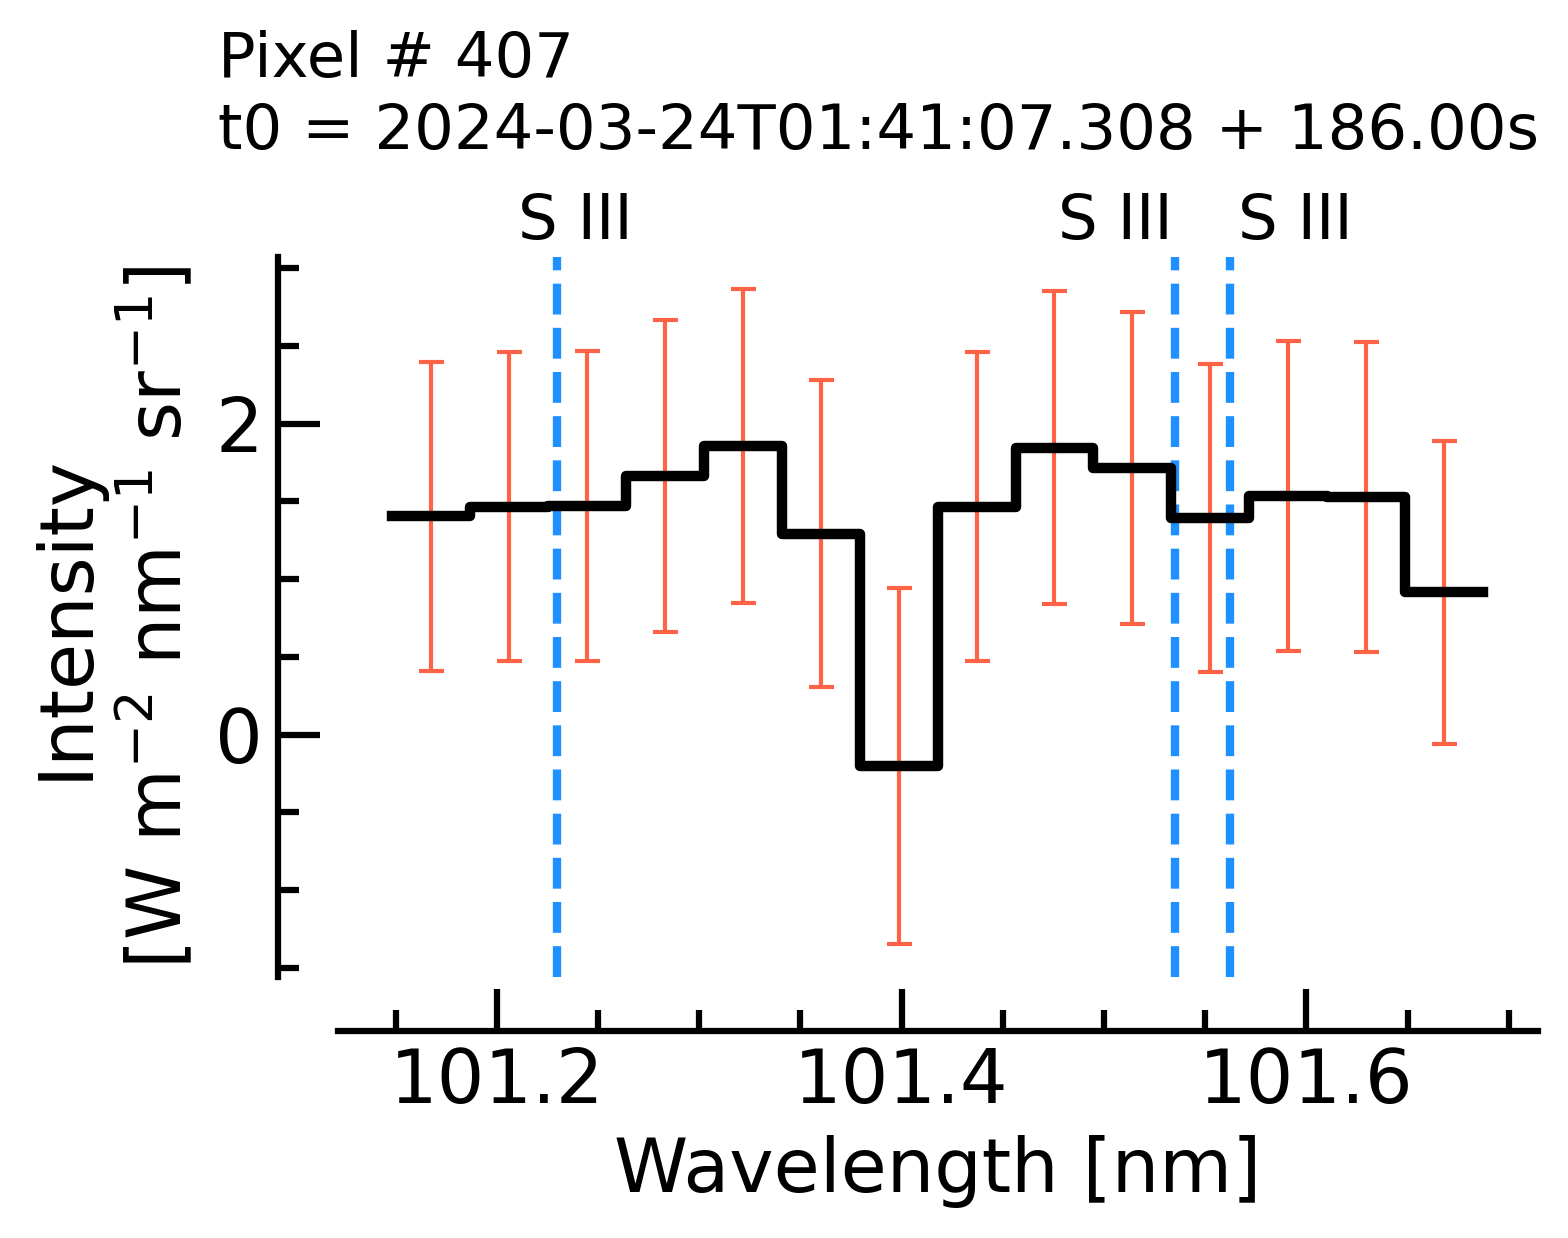 Pixel # 407
t0 = 2024-03-24T01:41:07.308 + 186.00s
S III S III S III
Intensity
[W m⁻² nm⁻¹ sr⁻¹]
2
0
101.2 101.4 101.6
Wavelength [nm]